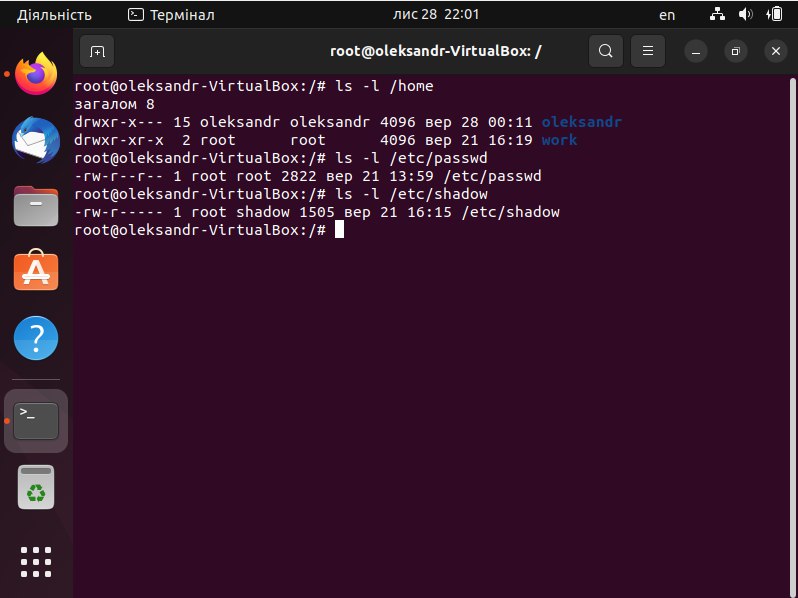 Діяльність Термінал лис 28 22:01 en
root@oleksandr-VirtualBox: /
root@oleksandr-VirtualBox:/# ls -l /home
загалом 8
drwxr-x--- 15 oleksandr oleksandr 4096 вер 28 00:11 oleksandr
drwxr-xr-x  2 root      root      4096 вер 21 16:19 work
root@oleksandr-VirtualBox:/# ls -l /etc/passwd
-rw-r--r-- 1 root root 2822 вер 21 13:59 /etc/passwd
root@oleksandr-VirtualBox:/# ls -l /etc/shadow
-rw-r----- 1 root shadow 1505 вер 21 16:15 /etc/shadow
root@oleksandr-VirtualBox:/#